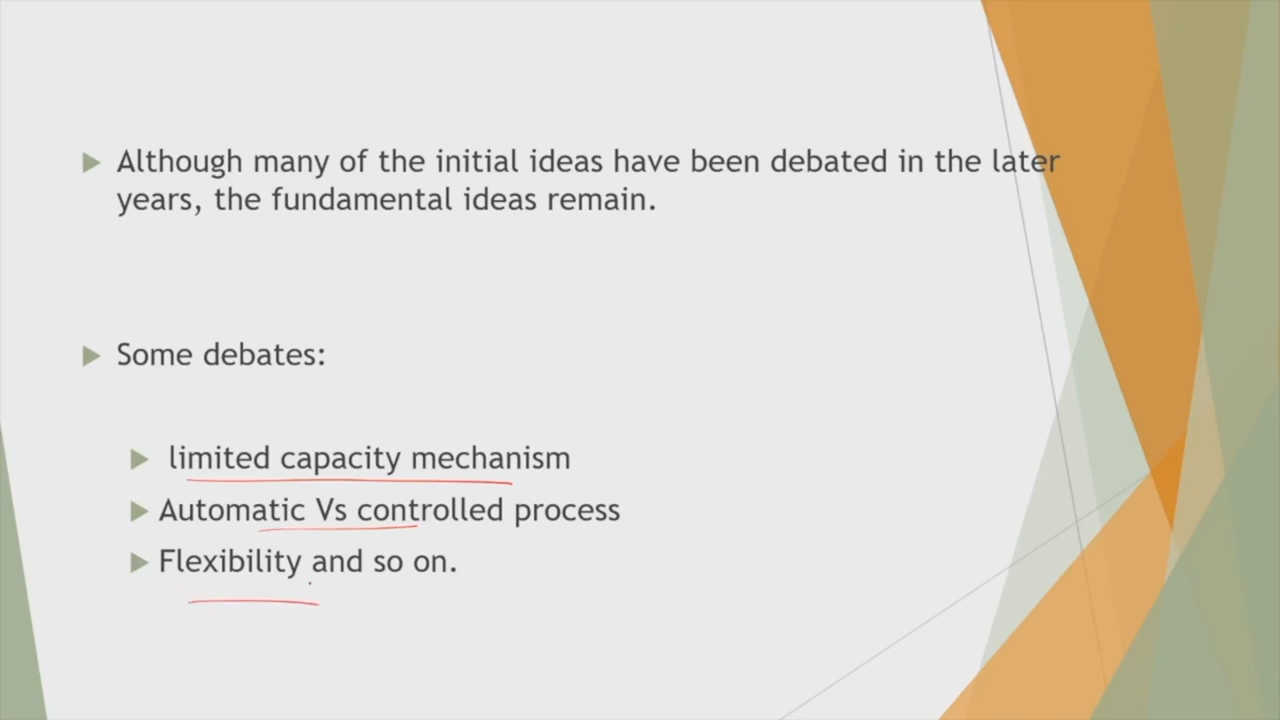 Although many of the initial ideas have been debated in the later
years, the fundamental ideas remain.
Some debates:
limited capacity mechanism
Automatic Vs controlled process
Flexibility and so on.